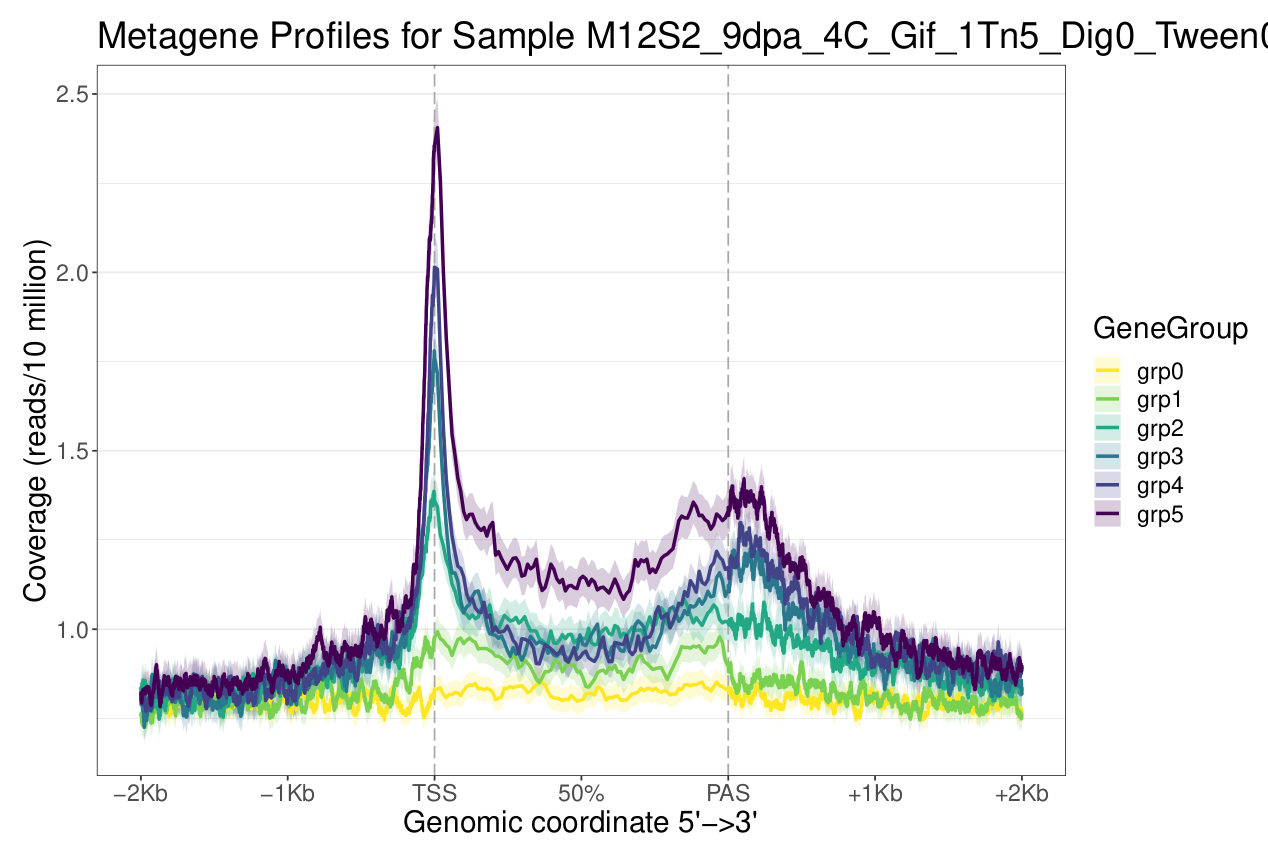 Metagene Profiles for Sample M12S2_9dpa_4C_Gif_1Tn5_Dig0_Tween0
Coverage (reads/10 million)
2.5
2.0
1.5
1.0
−2Kb −1Kb TSS 50% PAS +1Kb +2Kb
Genomic coordinate 5'−>3'
GeneGroup
grp0
grp1
grp2
grp3
grp4
grp5